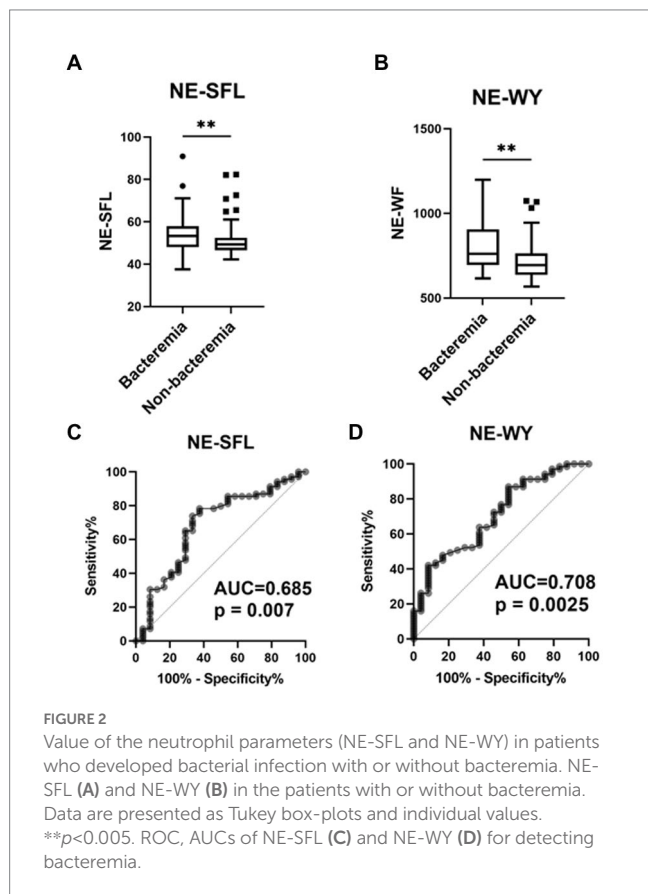 A
NE-SFL
**
NE-SFL
100
80
60
40
20
Bacteremia
Non-bacteremia
B
NE-WY
**
NE-WF
1500
1000
500
Bacteremia
Non-bacteremia
C
NE-SFL
Sensitivity%
100
80
60
40
20
0
AUC=0.685
p = 0.007
0 20 40 60 80 100
100% - Specificity%
D
NE-WY
Sensitivity%
100
80
60
40
20
0
AUC=0.708
p = 0.0025
0 20 40 60 80 100
100% - Specificity%
FIGURE 2
Value of the neutrophil parameters (NE-SFL and NE-WY) in patients
who developed bacterial infection with or without bacteremia. NE-
SFL (A) and NE-WY (B) in the patients with or without bacteremia.
Data are presented as Tukey box-plots and individual values.
**p<0.005. ROC, AUCs of NE-SFL (C) and NE-WY (D) for detecting
bacteremia.